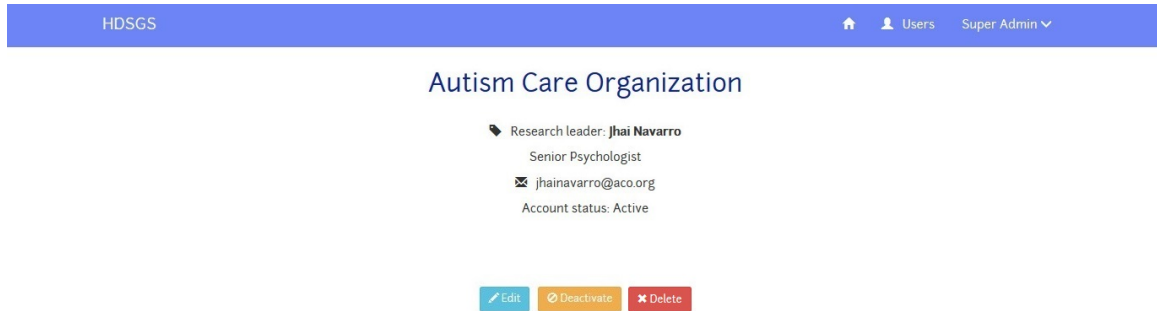 HDSGS Users Super Admin
Autism Care Organization
Research leader: Jhai Navarro
Senior Psychologist
jhainavarro@aco.org
Account status: Active
Edit Deactivate Delete